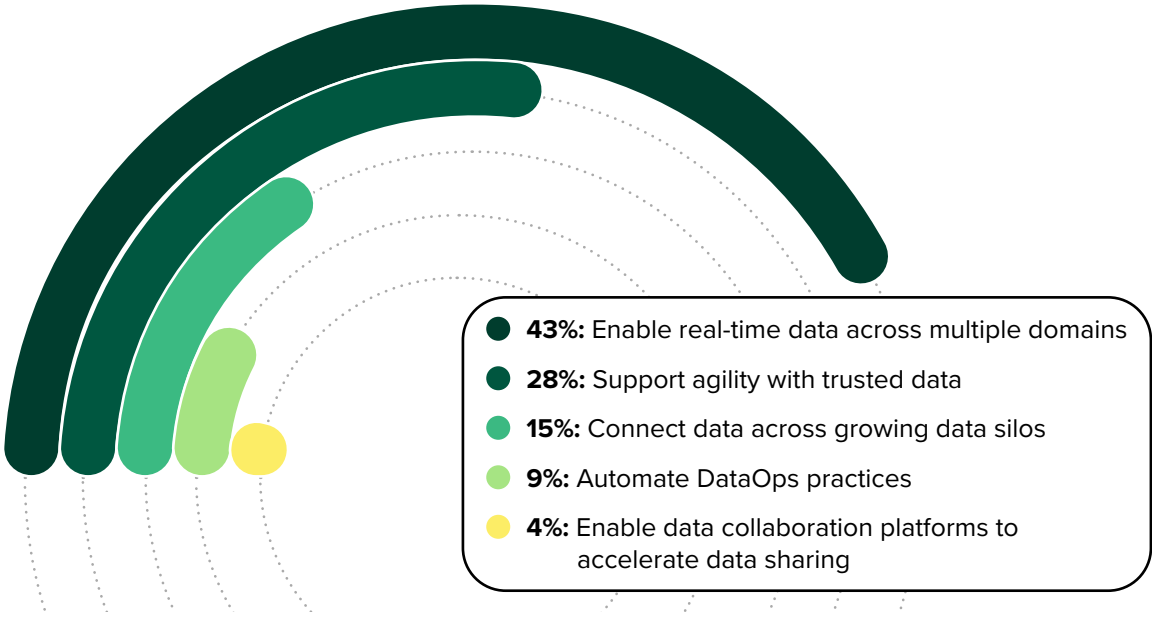 43%: Enable real-time data across multiple domains
28%: Support agility with trusted data
15%: Connect data across growing data silos
9%: Automate DataOps practices
4%: Enable data collaboration platforms to
accelerate data sharing